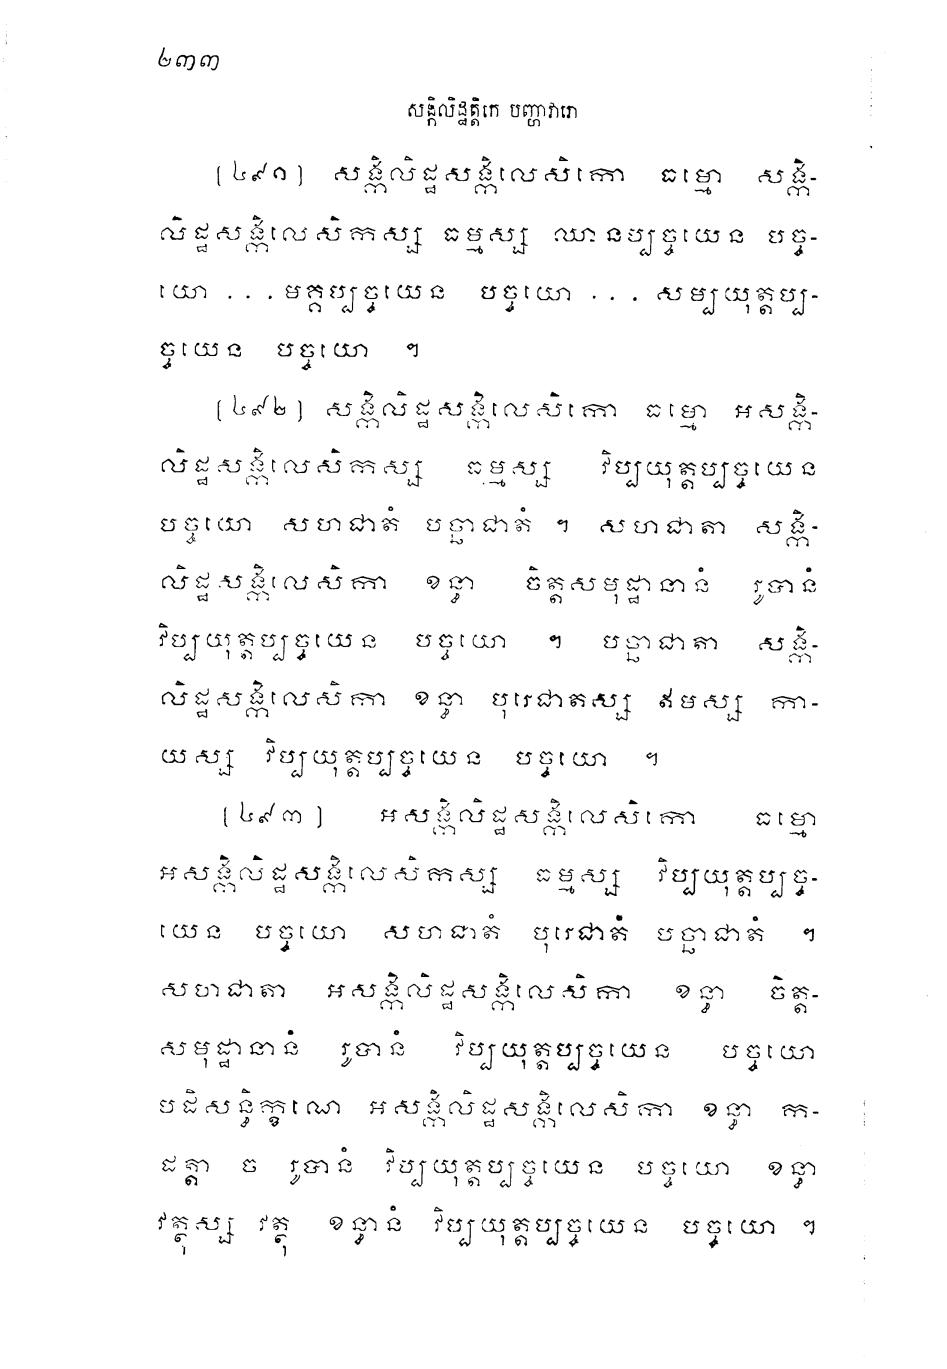 ២៣៣
សង្កិលិដ្ឋត្តិកេ បញ្ហាវារោ
[៤៩១] សង្កិលិដ្ឋសង្កិលេសិកោ ធម្មោ សង្កិ-
លិដ្ឋសង្កិលេសិកស្ស ធម្មស្ស ឈានប្បច្ចយេន បច្ច-
យោ ... មគ្គប្បច្ចយេន បច្ចយោ ... សម្បយុត្តប្ប-
ច្ចយេន បច្ចយោ ។
[៤៩២] សង្កិលិដ្ឋសង្កិលេសិកោ ធម្មោ អសង្កិ-
លិដ្ឋសង្កិលេសិកស្ស ធម្មស្ស វិប្បយុត្តប្បច្ចយេន
បច្ចយោ សហជាតំ បច្ឆាជាតំ ។ សហជាតា សង្កិ-
លិដ្ឋសង្កិលេសិកា ខន្ធា ចិត្តសមុដ្ឋានានំ រូបានំ
វិប្បយុត្តប្បច្ចយេន បច្ចយោ ។ បច្ឆាជាតា សង្កិ-
លិដ្ឋសង្កិលេសិកា ខន្ធា បុរេជាតស្ស ឥមស្ស កា-
យស្ស វិប្បយុត្តប្បច្ចយេន បច្ចយោ ។
[៤៩៣] អសង្កិលិដ្ឋសង្កិលេសិកោ ធម្មោ
អសង្កិលិដ្ឋសង្កិលេសិកស្ស ធម្មស្ស វិប្បយុត្តប្បច្ច-
យេន បច្ចយោ សហជាតំ បុរេជាតំ បច្ឆាជាតំ ។
សហជាតា អសង្កិលិដ្ឋសង្កិលេសិកា ខន្ធា ចិត្ត-
សមុដ្ឋានានំ រូបានំ វិប្បយុត្តប្បច្ចយេន បច្ចយោ
បដិសន្ធិក្ខណេ អសង្កិលិដ្ឋសង្កិលេសិកា ខន្ធា ក-
ដត្តា ច រូបានំ វិប្បយុត្តប្បច្ចយេន បច្ចយោ ខន្ធា
វត្ថុស្ស វត្ថុ ខន្ធានំ វិប្បយុត្តប្បច្ចយេន បច្ចយោ ។